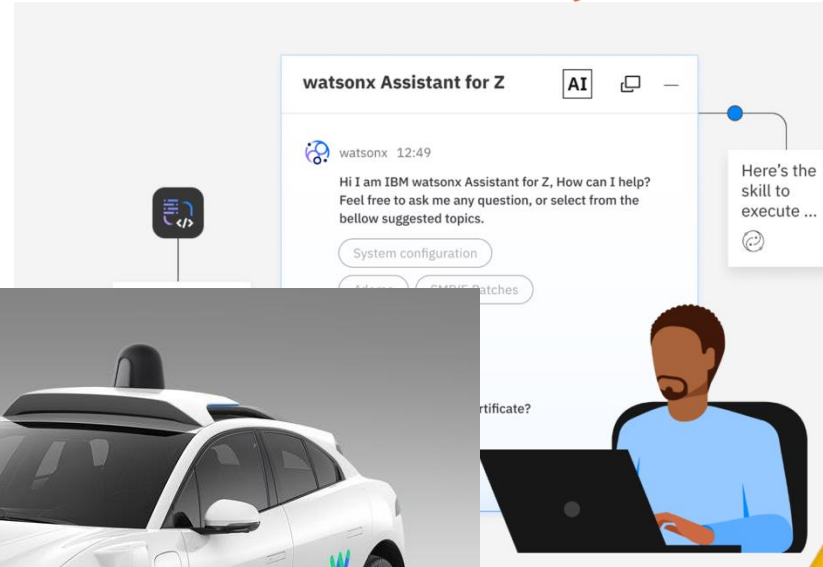 watsonx Assistant for Z
AI
watsonx 12:49
Hi I am IBM watsonx Assistant for Z, How can I help?
Feel free to ask me any question, or select from the
bellow suggested topics.
System configuration
Patches
rtificate?
Here's the
skill to
execute ...